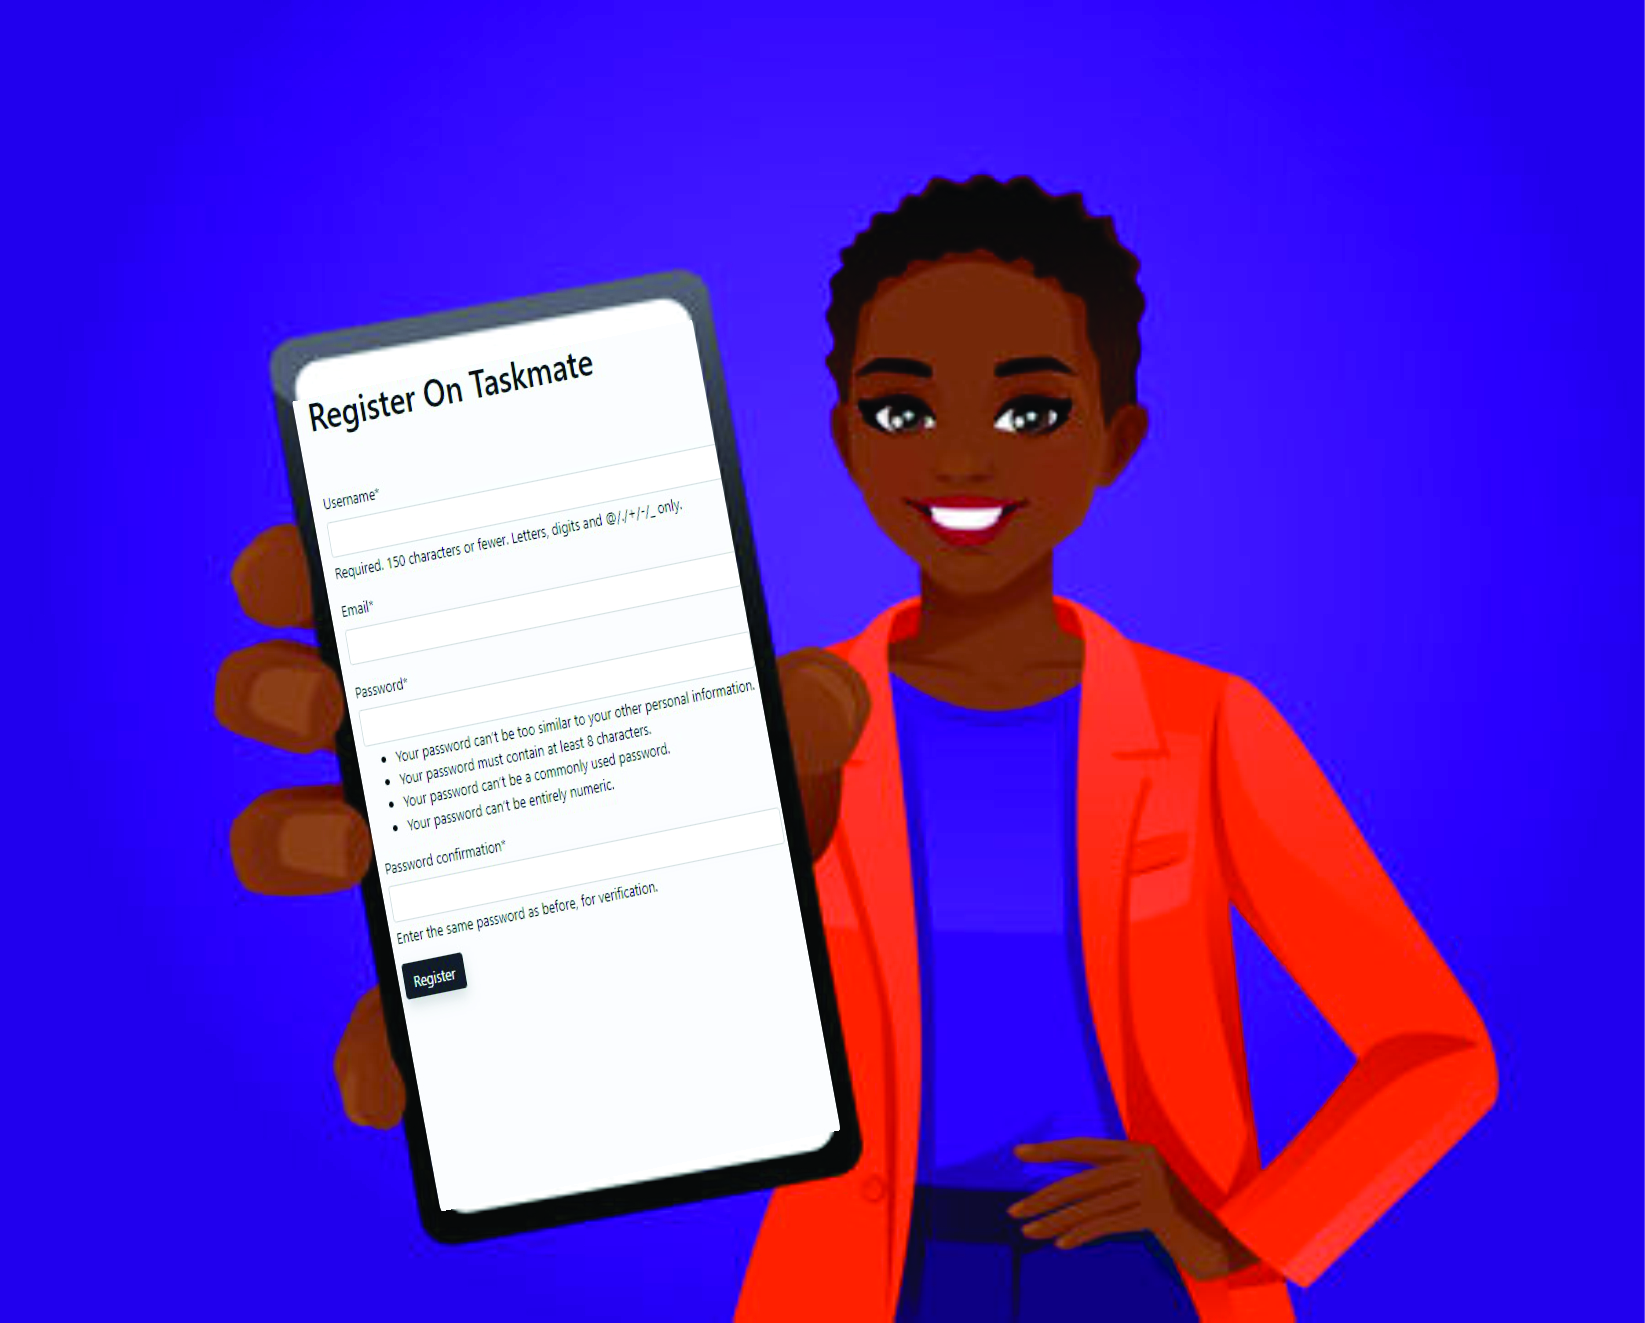 Register On Taskmate
Username*
Required. 150 characters or fewer. Letters, digits and @/./+/-/_ only.
Email*
Password*
Your password can't be too similar to your other personal information.
Your password must contain at least 8 characters.
Your password can't be a commonly used password.
Your password can't be entirely numeric.
Password confirmation*
Enter the same password as before, for verification.
Register